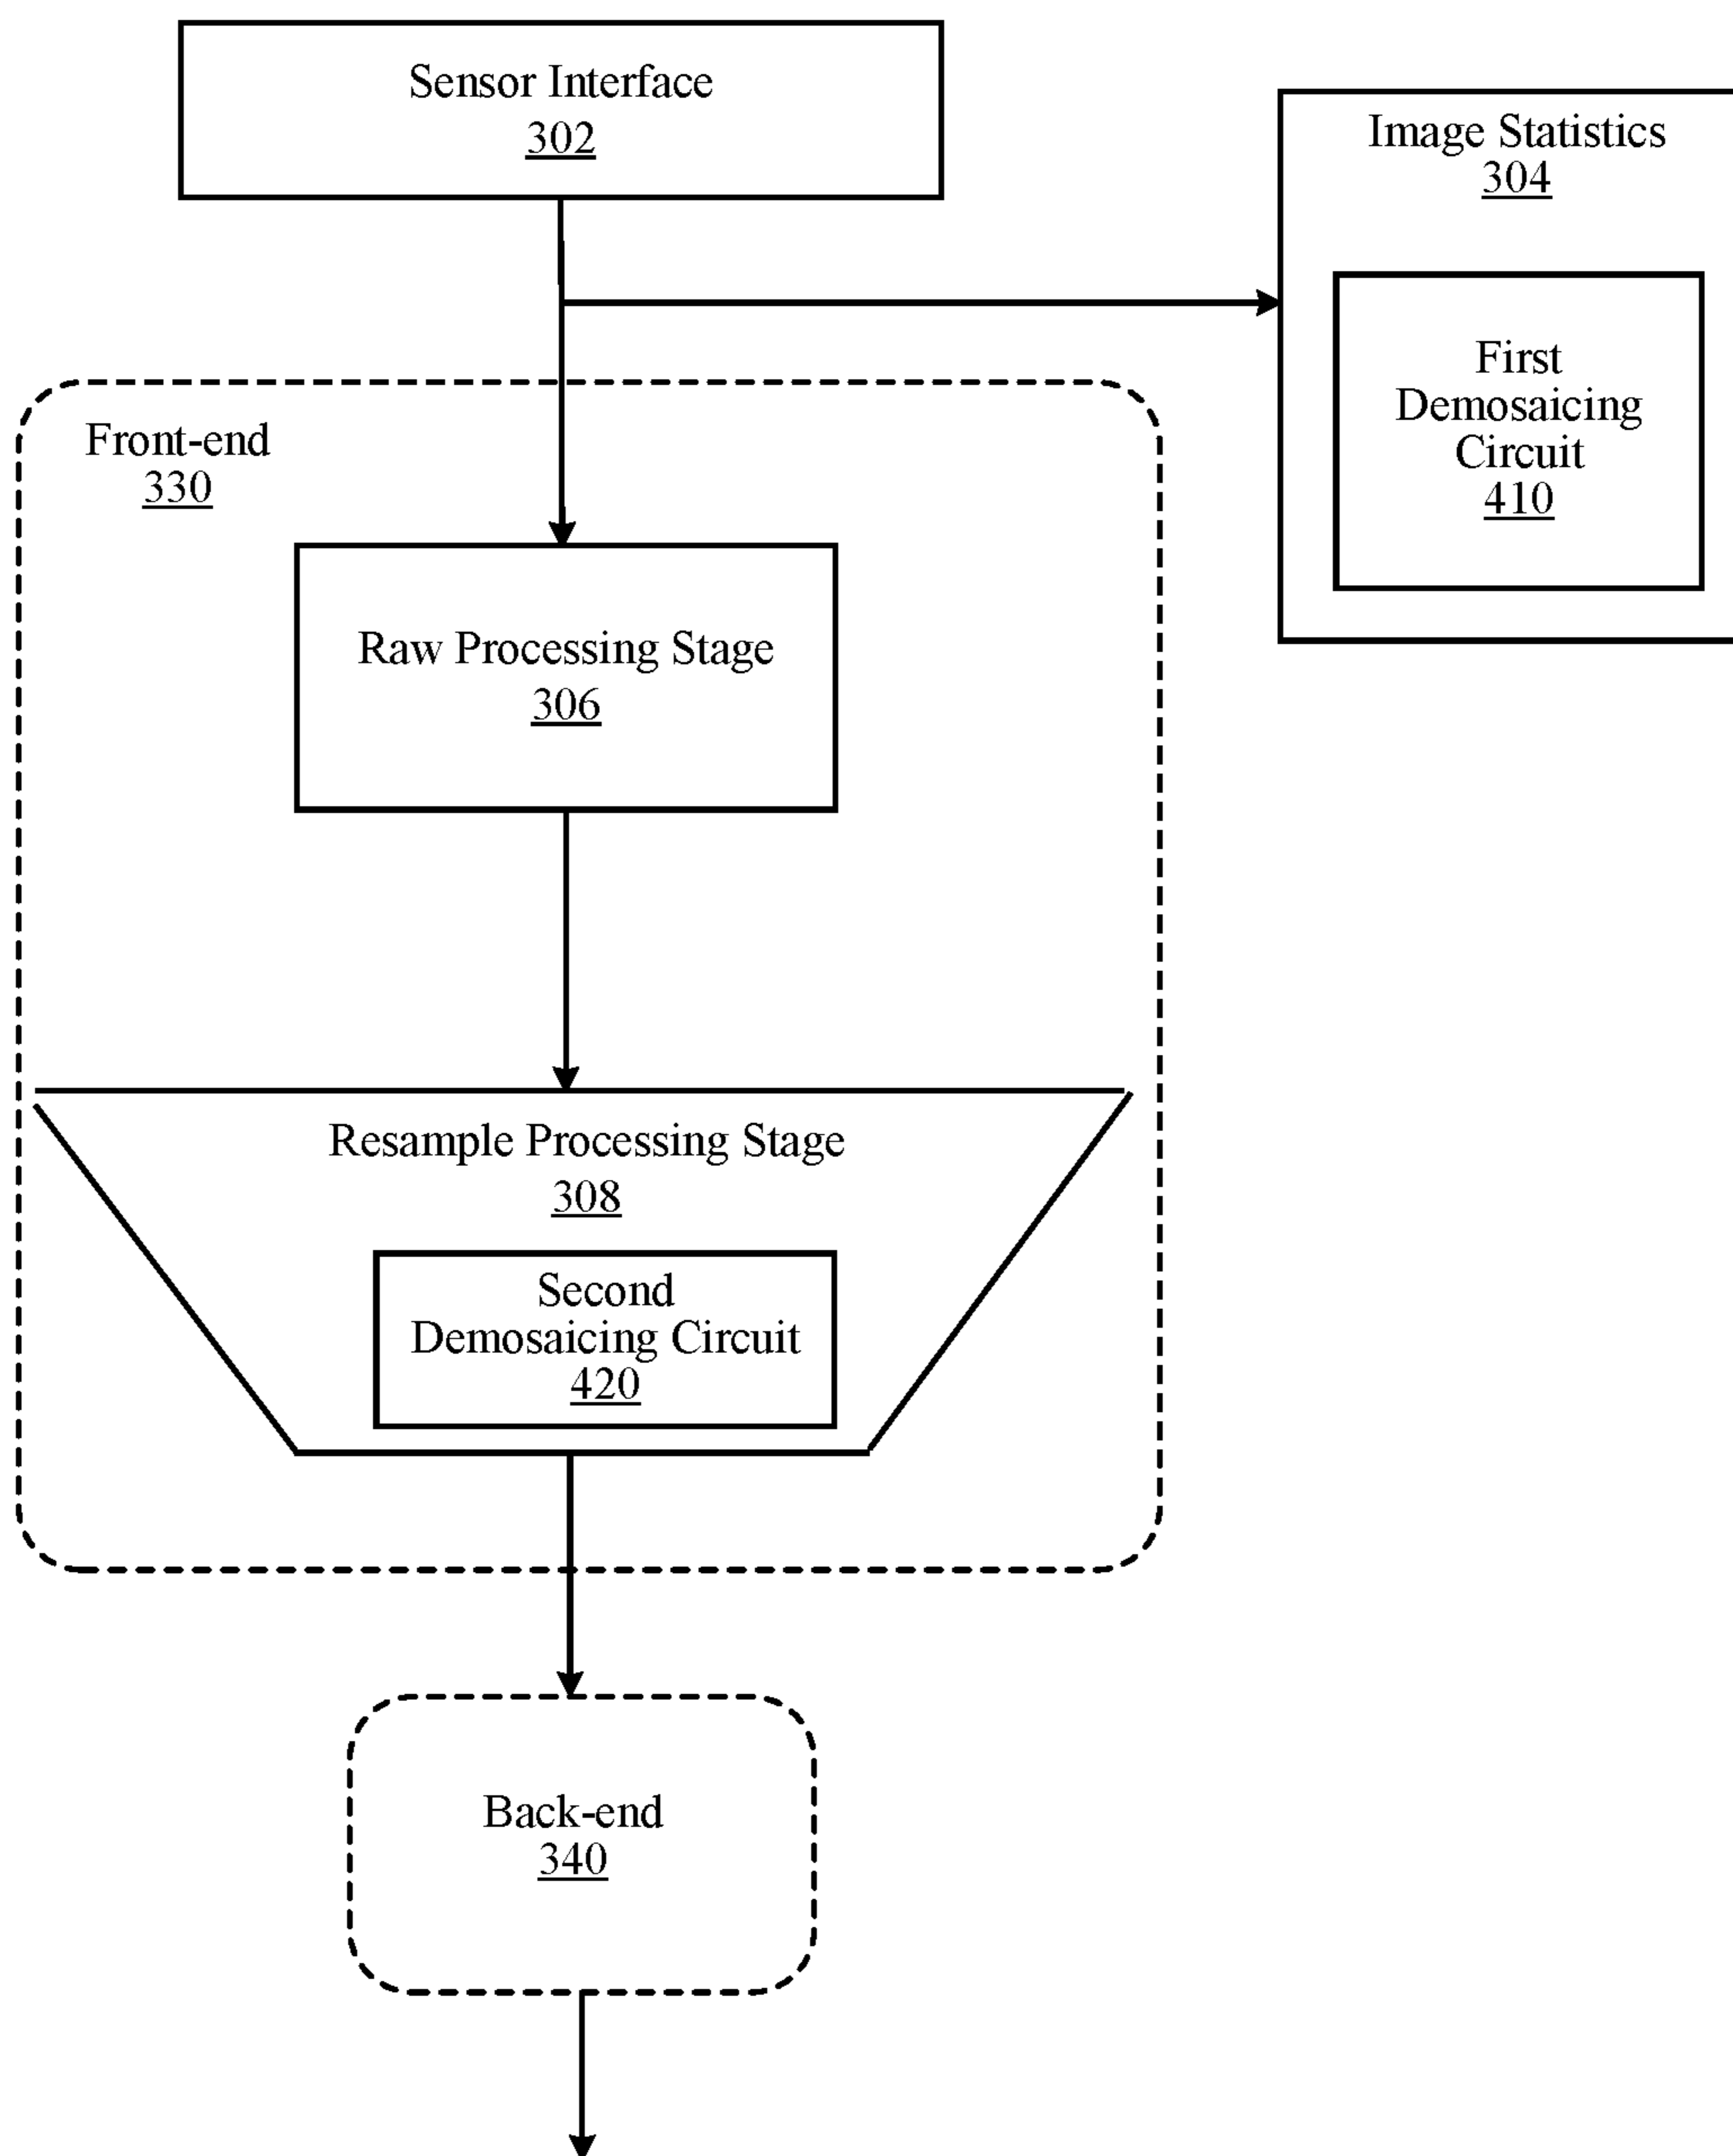 Sensor Interface
302
Image Statistics
304
First
Demosaicing
Circuit
410
Front-end
330
Raw Processing Stage
306
Resample Processing Stage
308
Second
Demosaicing Circuit
420
Back-end
340